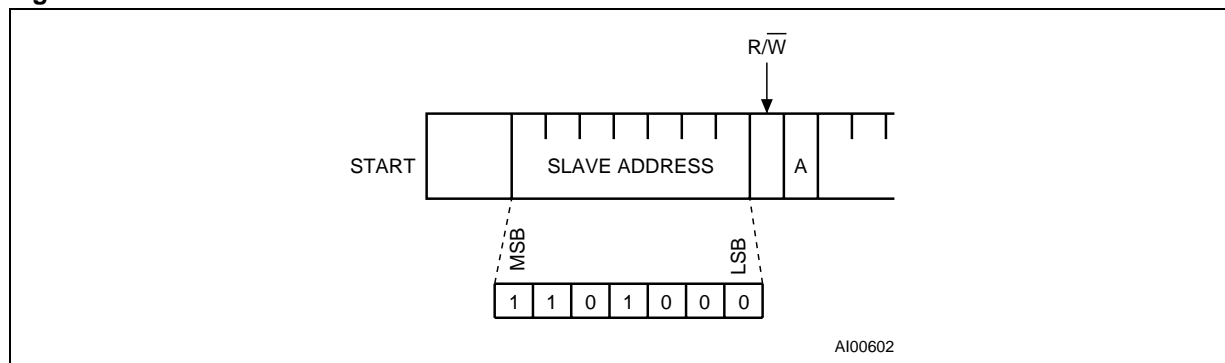 R/W̅
START
SLAVE ADDRESS
A
MSB
LSB
1 1 0 1 0 0 0
AI00602